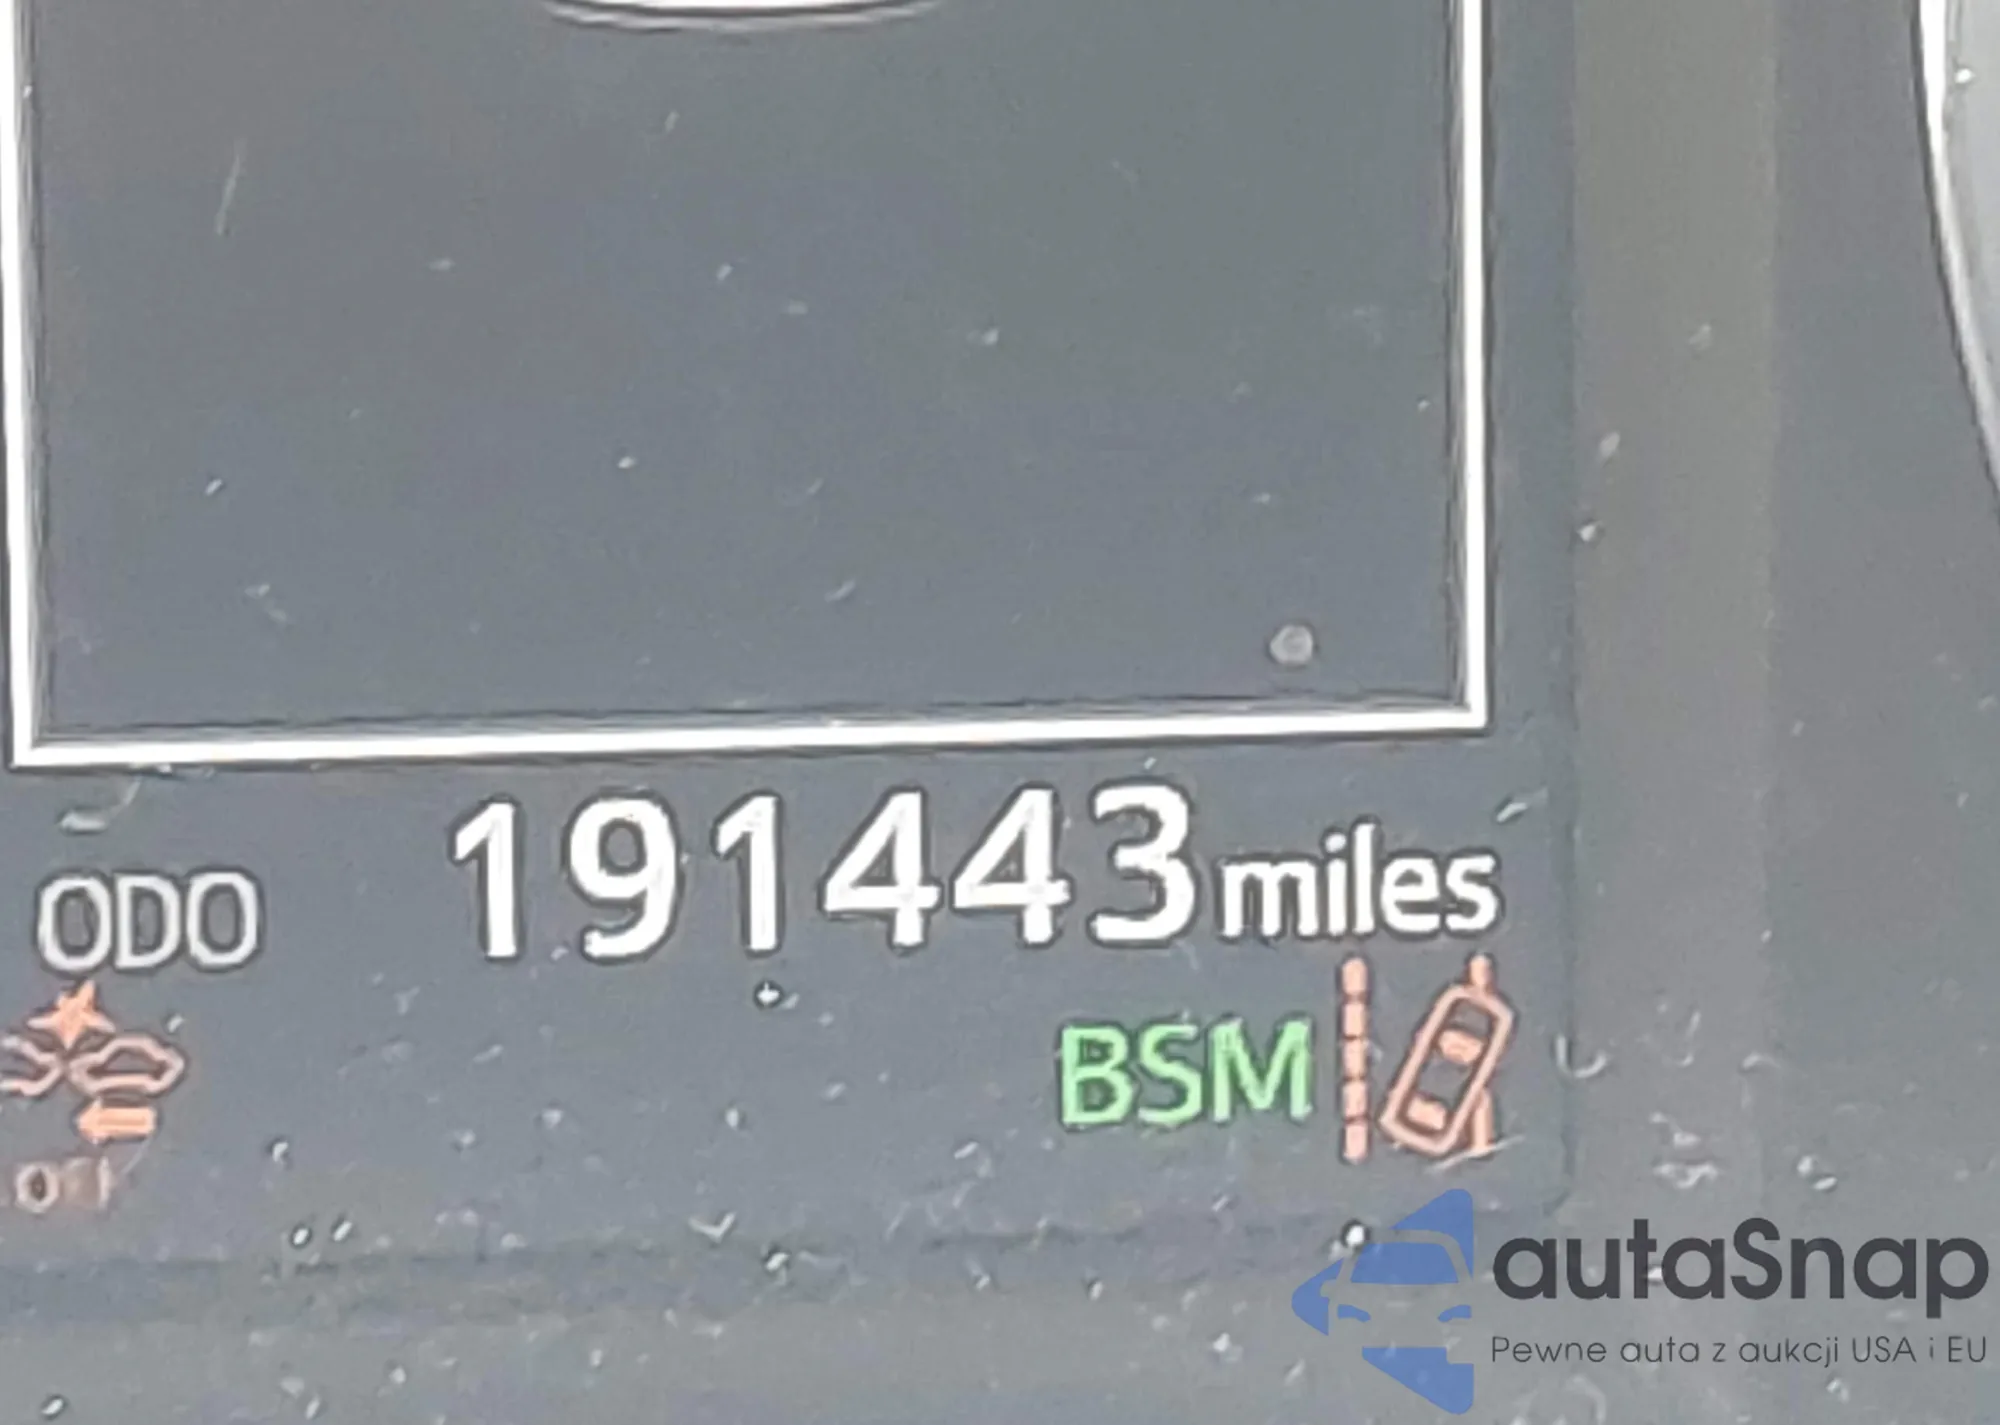 ODO 191443 miles
BSM
OFF
autaSnap
Pewne auta z aukcji USA i EU